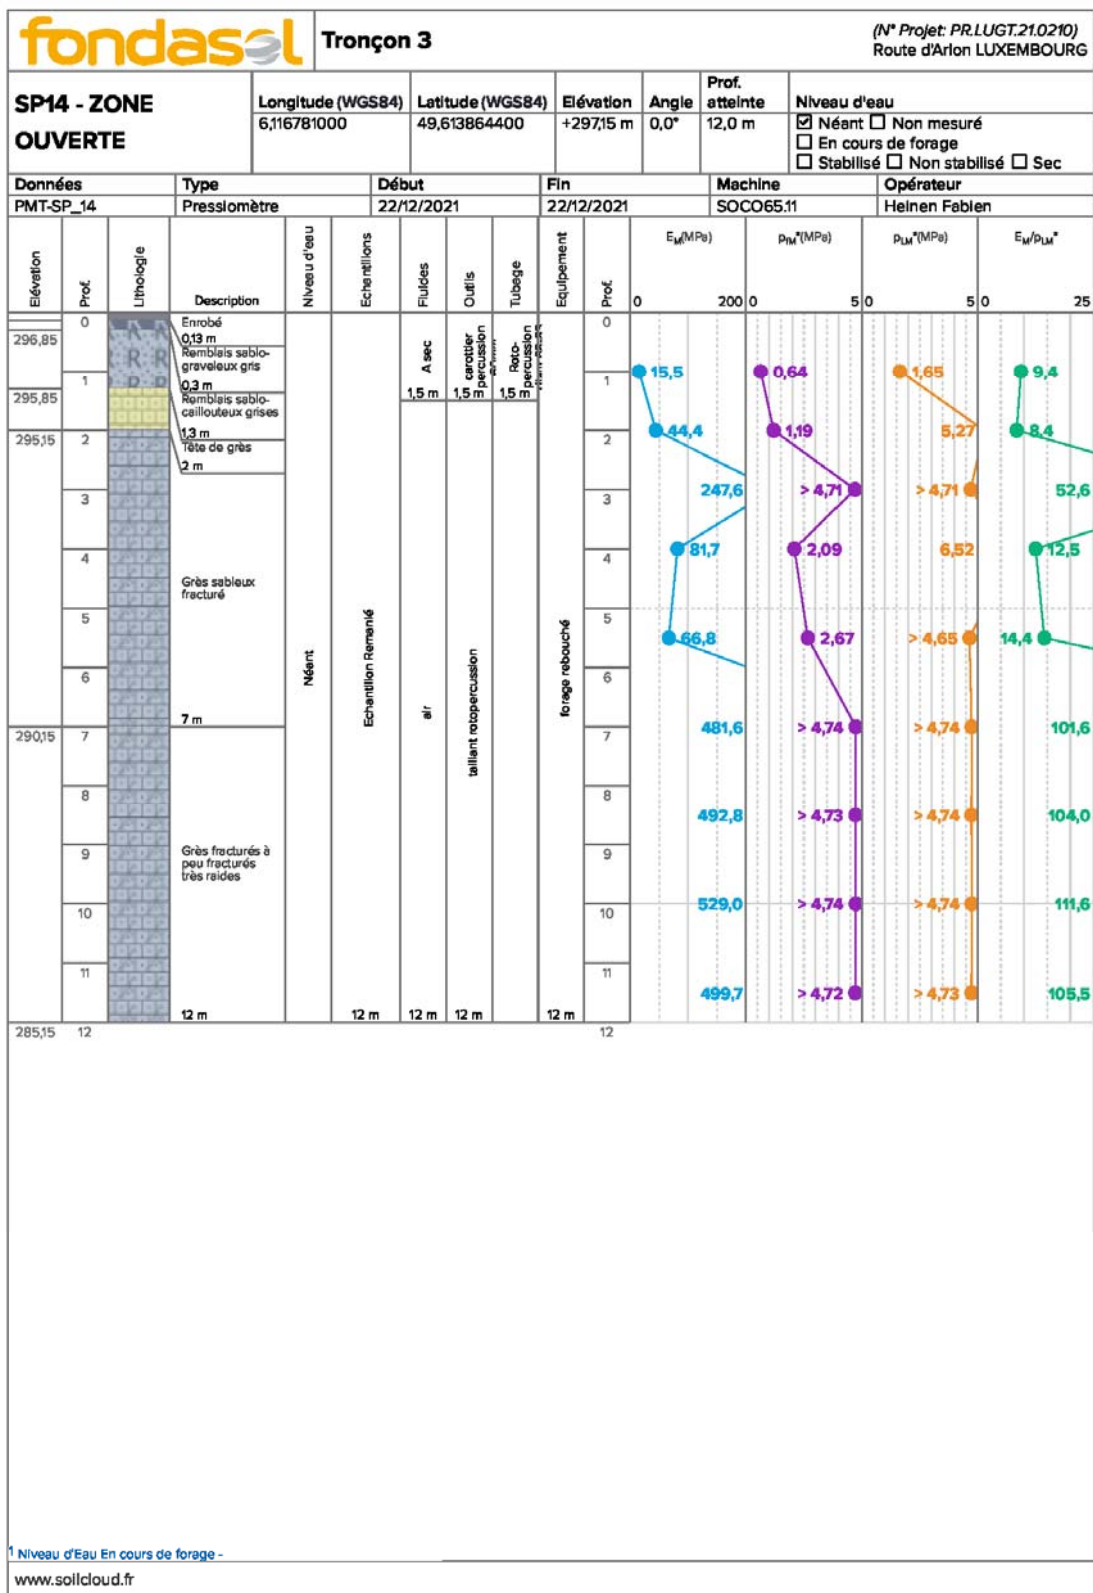 fondasol
Tronçon 3
(N° Projet: PR.LUGT.21.0210)
Route d'Arlon LUXEMBOURG
SP14 - ZONE
OUVERTE
Longitude (WGS84) Latitude (WGS84) Elévation Angle Prof. atteinte Niveau d'eau
6,116781000 49,613864400 +297,15 m 0,0° 12,0 m
Néant Non mesuré
En cours de forage
Stabilisé Non stabilisé Sec
Données Type Début Fin Machine Opérateur
PMT-SP_14 Pressiomètre 22/12/2021 22/12/2021 SOCO65.11 Heinen Fabien
Elévation Prof. Lithologie Description Niveau d'eau Echantillons Fluides Outils Tubage Equipement Prof.
E_M(MPa) p_fM*(MPa) p_LM*(MPa) E_M/p_LM*
0 200 0 5 0 5 0 25
0 Enrobé 0
296,85 0,13 m
R R
Remblais sablo-
graveleux gris
R
0,3 m
A sec
carottier
percussion
Roto-
percussion
1 1
R R
295,85 Remblais sablo-
caillouteux grises
1,5 m 1,5 m 1,5 m
15,5 0,64 1,65 9,4
1,3 m
295,15 2 Tête de grès 2
2 m
44,4 1,19 5,27 8,4
3 3
247,6 > 4,71 > 4,71 52,6
4 4
81,7 2,09 6,52 12,5
Grès sableux
fracturé
5 5
66,8 2,67 > 4,65 14,4
6 6
Néant
Echantillon Remanié
air
taillant rotopercussion
forage rebouché
7 m
290,15 7 7
481,6 > 4,74 > 4,74 101,6
8 8
492,8 > 4,73 > 4,74 104,0
9 9
Grès fracturés à
peu fracturés
très raides
10 10
529,0 > 4,74 > 4,74 111,6
11 11
499,7 > 4,72 > 4,73 105,5
12 m 12 m 12 m 12 m 12 m
285,15 12 12
1 Niveau d'Eau En cours de forage -
www.soilcloud.fr